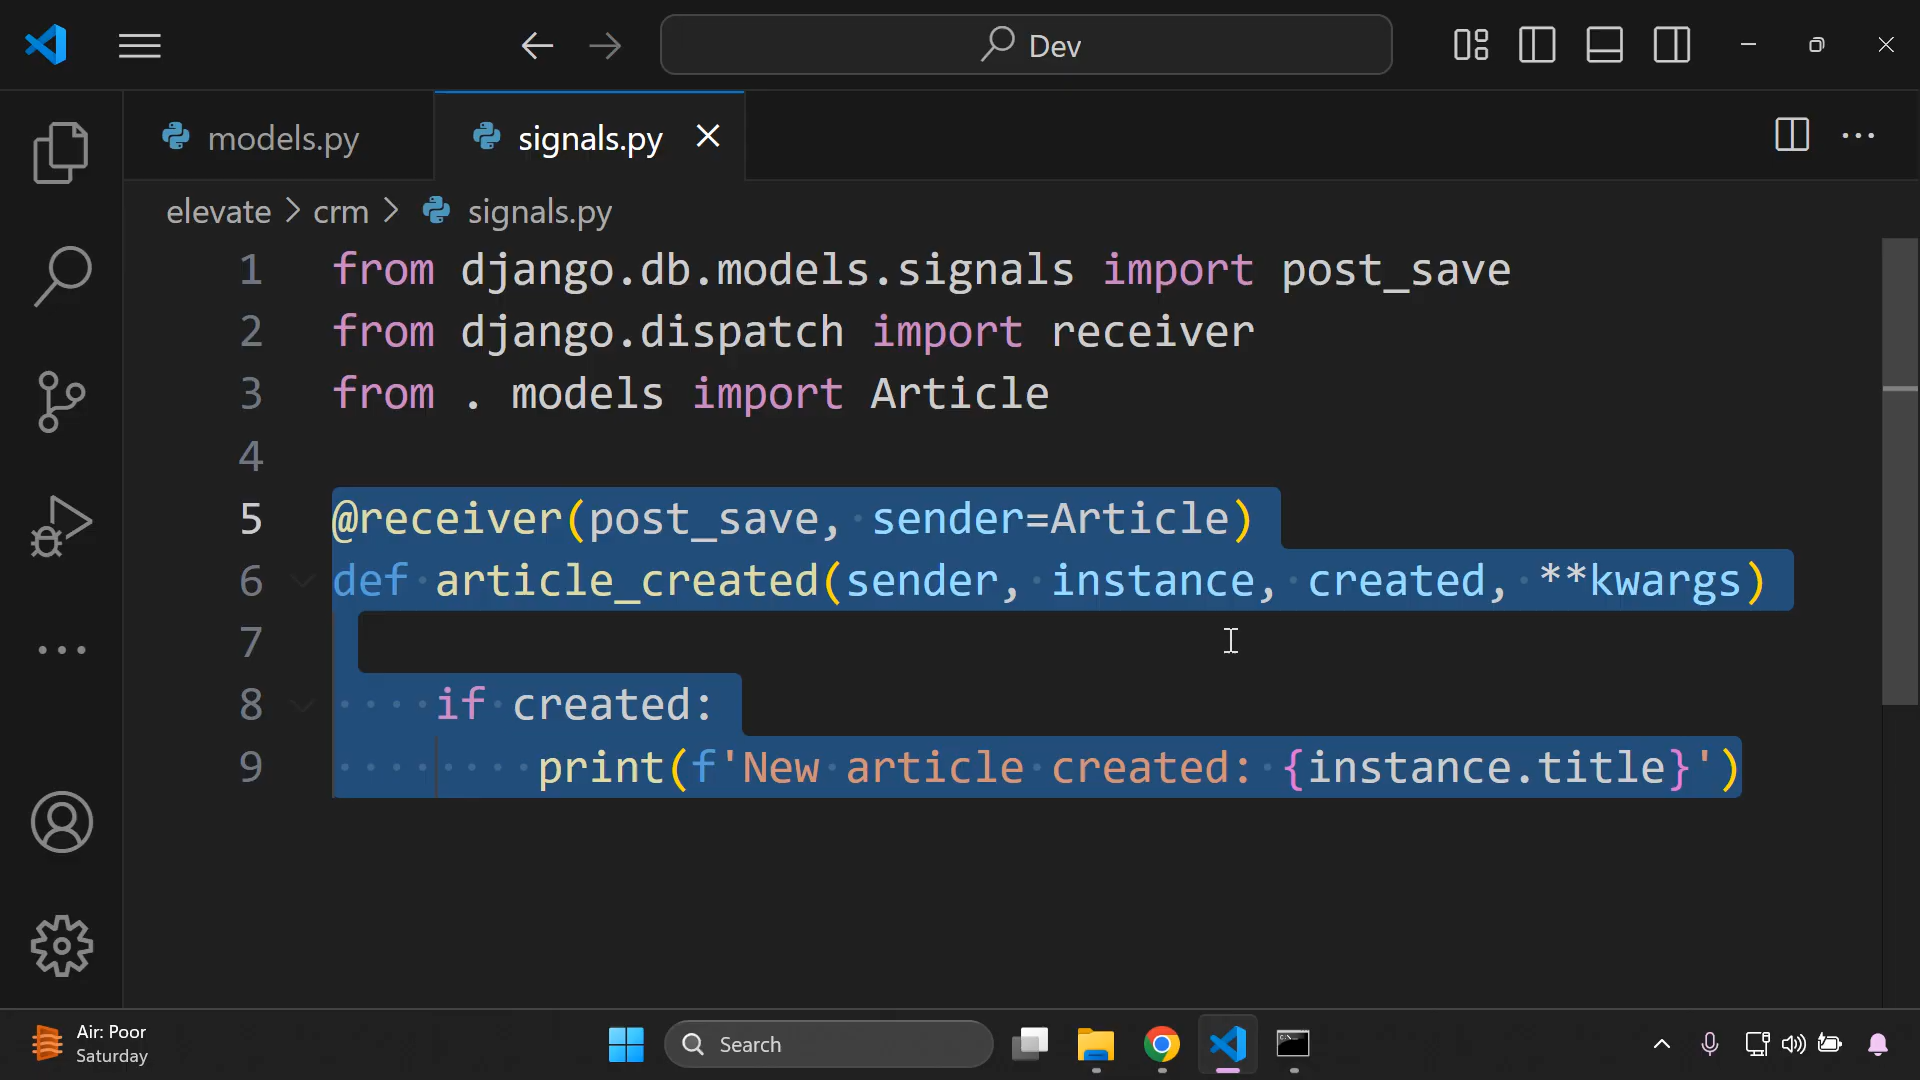 Dev
models.py
signals.py
elevate > crm > signals.py
1 from django.db.models.signals import post_save
2 from django.dispatch import receiver
3 from . models import Article
4
5 @receiver(post_save, sender=Article)
6 def article_created(sender, instance, created, **kwargs)
7
8 if created:
9 print(f'New article created: {instance.title}')
Air: Poor
Saturday
Search